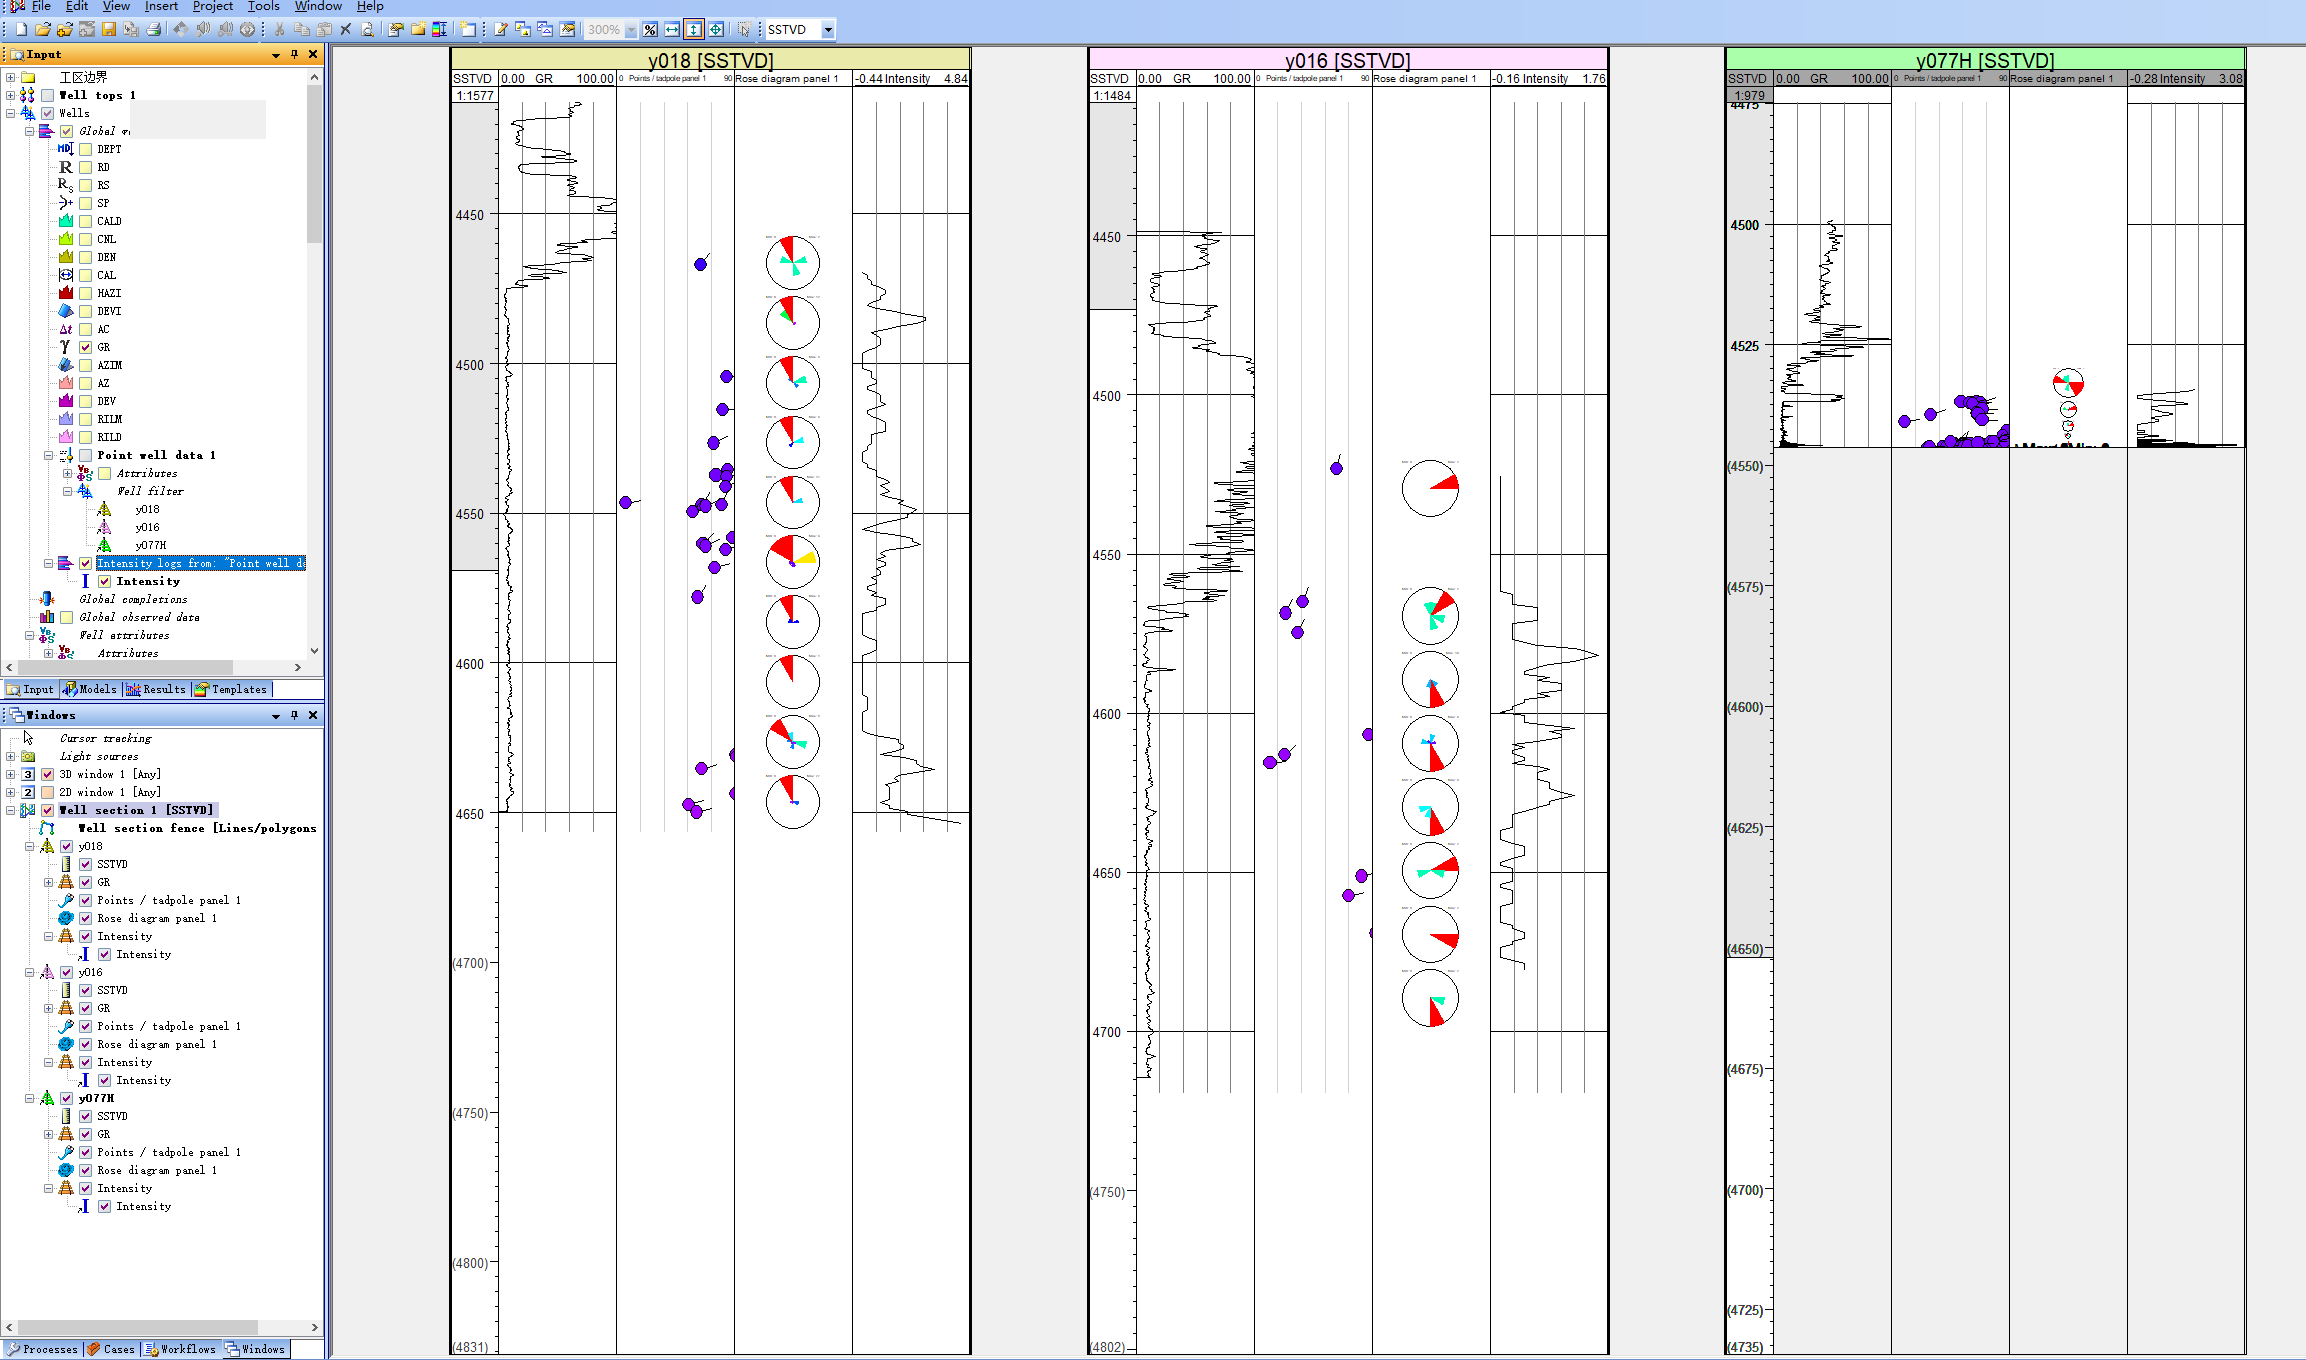 File Edit View Insert Project Tools Window Help
300% % SSTVD
Input
工区边界
Well tops 1
Wells
Global
MD DEPT
R RD
Rs RS
SP
CALD
CNL
DEN
CAL
HAZI
DEVI
Δt AC
γ GR
AZIM
AZ
DEV
RILM
RILD
Point well data 1
Attributes
Well filter
y018
y016
y077H
Intensity logs from: "Point well da
Intensity
Global completions
Global observed data
Well attributes
Attributes
Input Models Results Templates
Windows
Cursor tracking
Light sources
3 3D window 1 [Any]
2 2D window 1 [Any]
Well section 1 [SSTVD]
Well section fence [Lines/polygons
y018
SSTVD
GR
Points / tadpole panel 1
Rose diagram panel 1
Intensity
Intensity
y016
SSTVD
GR
Points / tadpole panel 1
Rose diagram panel 1
Intensity
Intensity
y077H
SSTVD
GR
Points / tadpole panel 1
Rose diagram panel 1
Intensity
Intensity
Processes Cases Workflows Windows
y018 [SSTVD]
SSTVD 0.00 GR 100.00 0 Points / tadpole panel 1 90 Rose diagram panel 1 -0.44 Intensity 4.84
1:1577
4450
4500
4550
4600
4650
(4700)
(4750)
(4800)
(4831)
y016 [SSTVD]
SSTVD 0.00 GR 100.00 0 Points / tadpole panel 1 90 Rose diagram panel 1 -0.16 Intensity 1.76
1:1484
4450
4500
4550
4600
4650
4700
(4750)
(4802)
y077H [SSTVD]
SSTVD 0.00 GR 100.00 0 Points / tadpole panel 1 90 Rose diagram panel 1 -0.28 Intensity 3.08
1:979
4475
4500
4525
(4550)
(4575)
(4600)
(4625)
(4650)
(4675)
(4700)
(4725)
(4735)